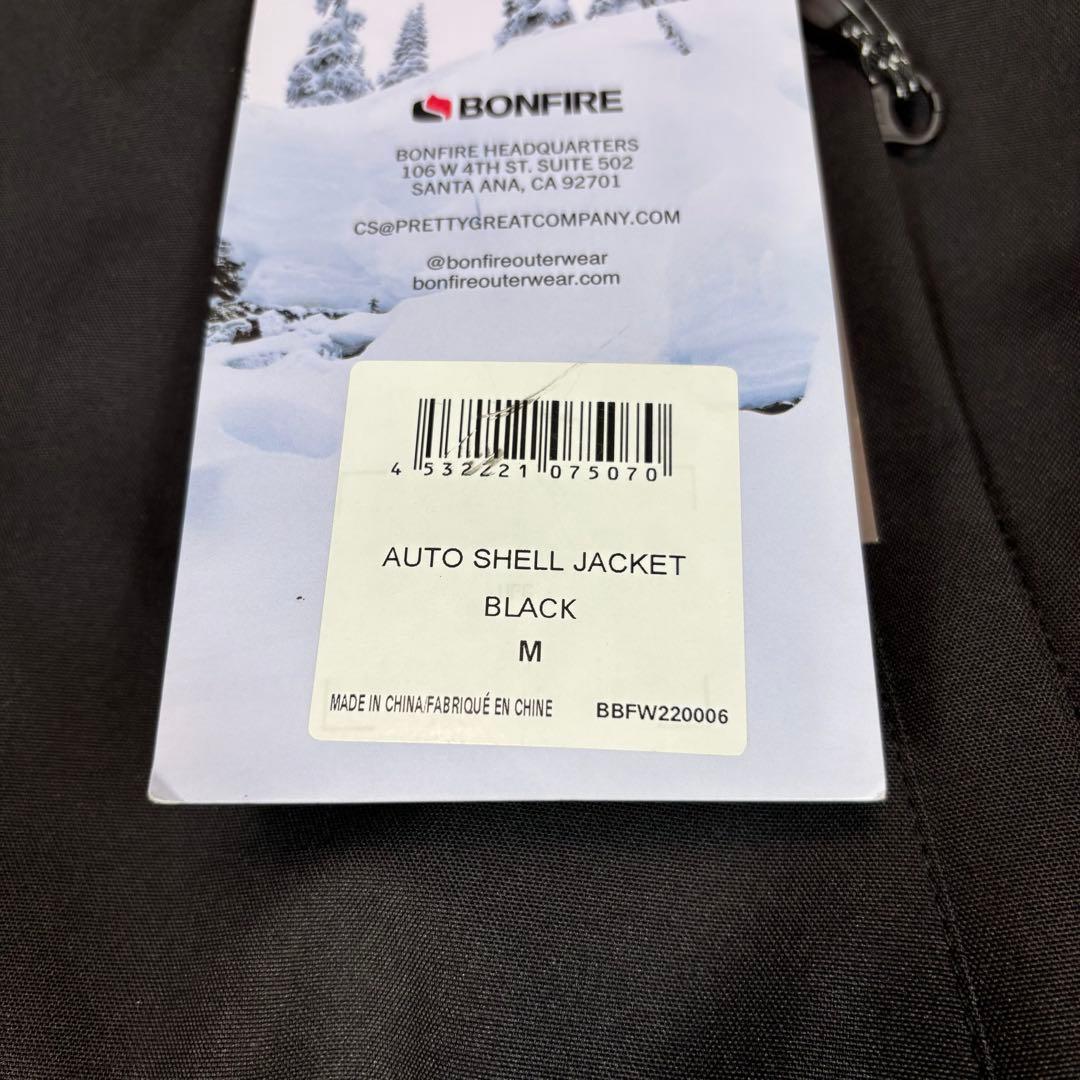 BONFIRE
BONFIRE HEADQUARTERS
106 W 4TH ST. SUITE 502
SANTA ANA, CA 92701
CS@PRETTYGREATCOMPANY.COM
@bonfireouterwear
bonfireouterwear.com
4 532221 075070
AUTO SHELL JACKET
BLACK
M
MADE IN CHINA/FABRIQUÉ EN CHINE
BBFW220006